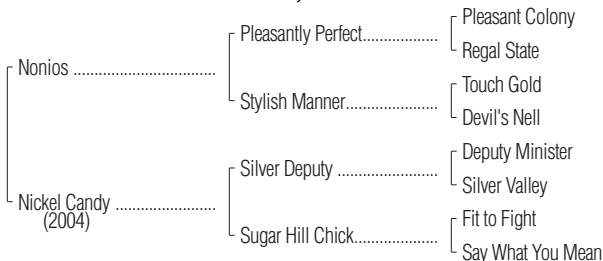 Pleasant Colony
Pleasantly Perfect..................
Regal State
Nonios ..................................
Touch Gold
Stylish Manner......................
Devil's Nell
Deputy Minister
Silver Deputy ........................
Silver Valley
Nickel Candy ........................
(2004)
Fit to Fight
Sugar Hill Chick....................
Say What You Mean